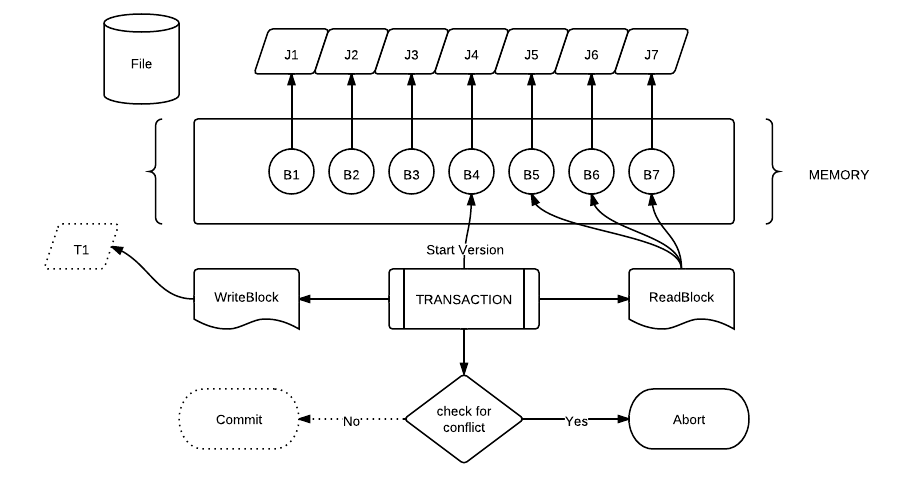 File
J1
J2
J3
J4
J5
J6
J7
B1
B2
B3
B4
B5
B6
B7
MEMORY
T1
Start Version
WriteBlock
TRANSACTION
ReadBlock
check for
conflict
Commit
No
Yes
Abort